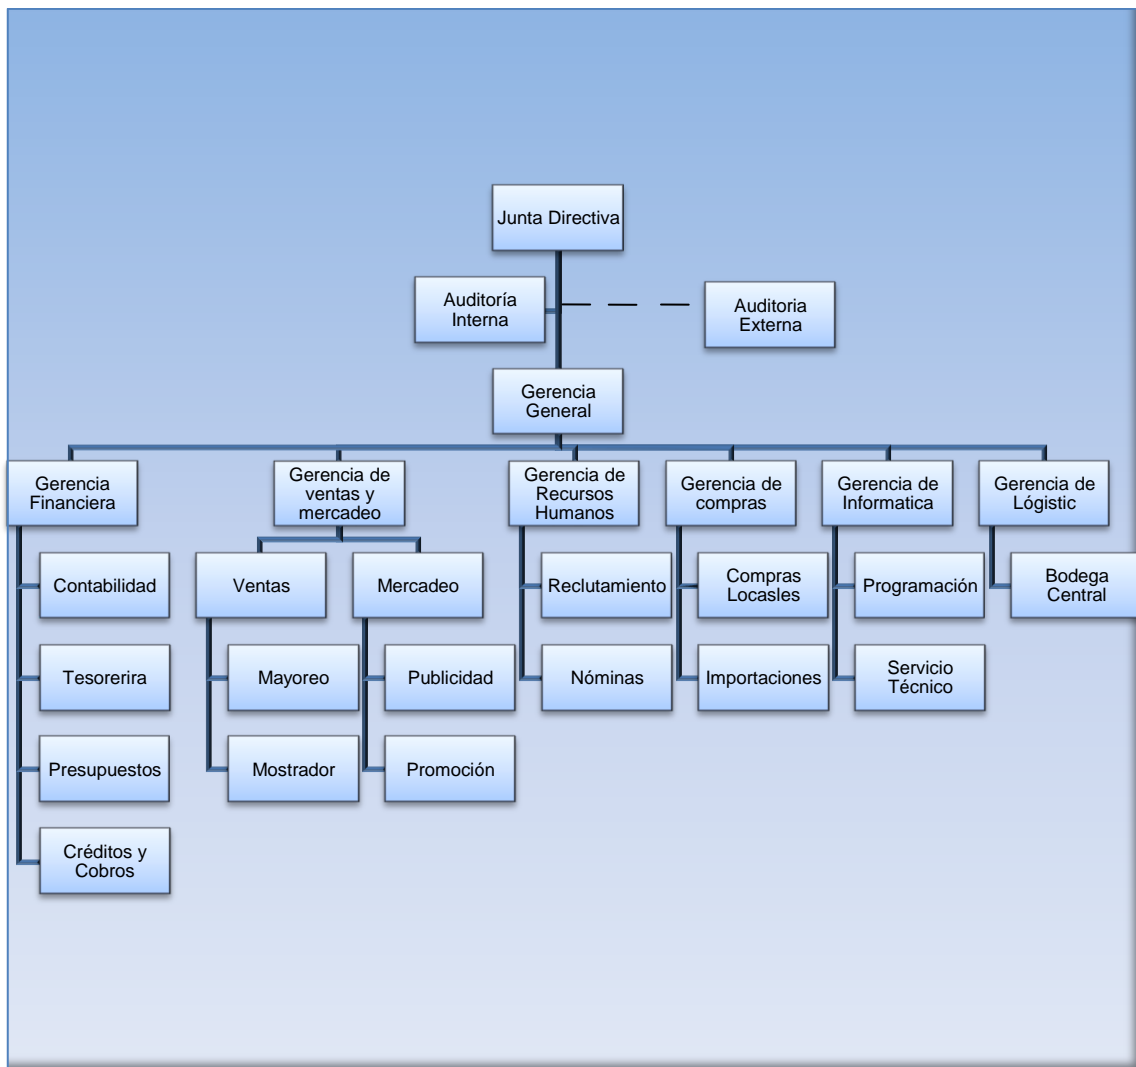 Junta Directiva
Auditoría
Interna
Auditoria
Externa
Gerencia
General
Gerencia
Financiera
Gerencia de
ventas y
mercadeo
Gerencia de
Recursos
Humanos
Gerencia de
compras
Gerencia de
Informatica
Gerencia de
Lógistic
Contabilidad
Ventas
Mercadeo
Reclutamiento
Compras
Locasles
Programación
Bodega
Central
Tesorerira
Mayoreo
Publicidad
Nóminas
Importaciones
Servicio
Técnico
Presupuestos
Mostrador
Promoción
Créditos y
Cobros